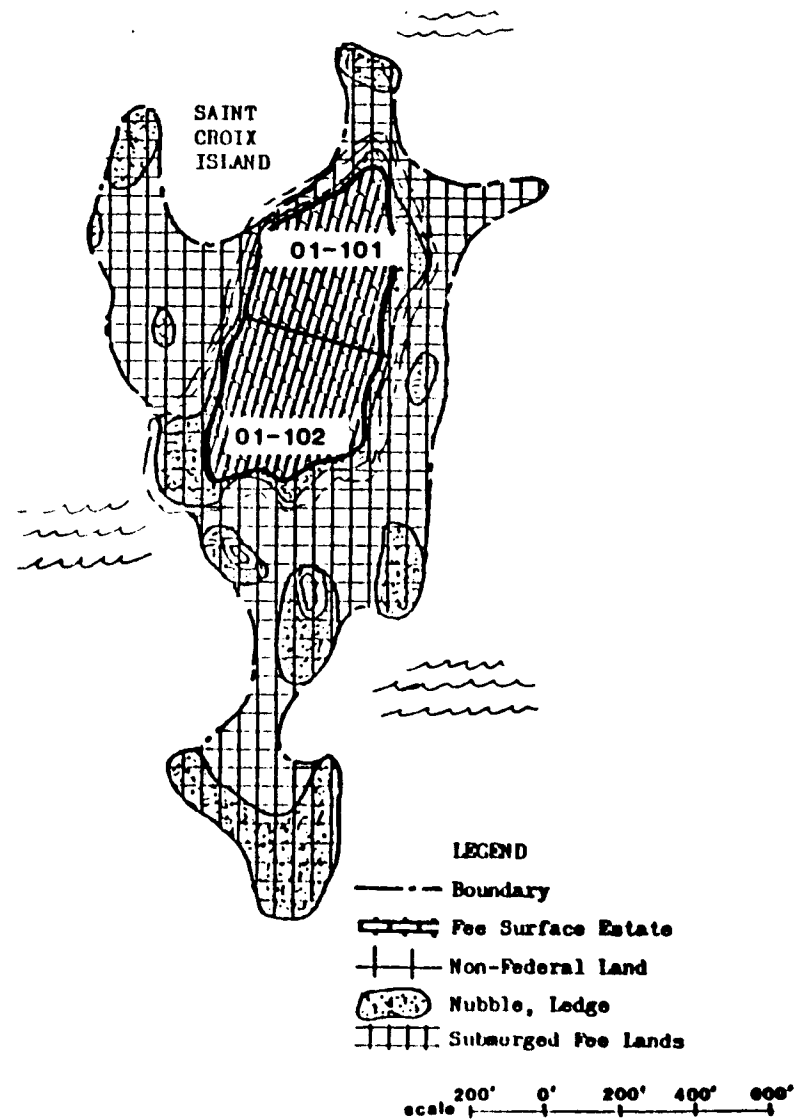 SAINT
CROIX
ISLAND
01-101
01-102
LEGEND
Boundary
Fee Surface Estate
Non-Federal Land
Nubble, Ledge
Submurged Fee Lands
scale 200' 0' 200' 400' 600'